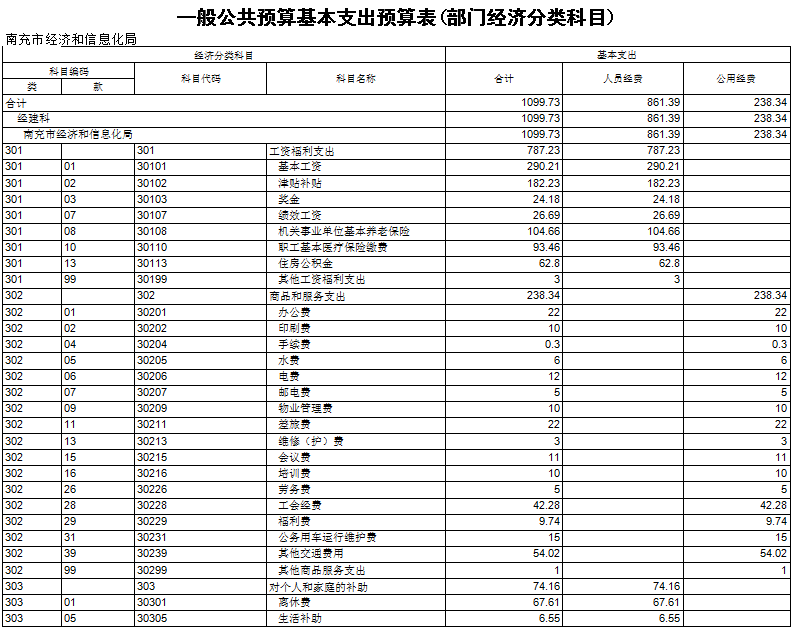 一般公共预算基本支出预算表(部门经济分类科目)
南充市经济和信息化局
经济分类科目 基本支出
科目编码 科目代码 科目名称 合计 人员经费 公用经费
类 款
合计 1099.73 861.39 238.34
经建科 1099.73 861.39 238.34
南充市经济和信息化局 1099.73 861.39 238.34
301 301 工资福利支出 787.23 787.23
301 01 30101 基本工资 290.21 290.21
301 02 30102 津贴补贴 182.23 182.23
301 03 30103 奖金 24.18 24.18
301 07 30107 绩效工资 26.69 26.69
301 08 30108 机关事业单位基本养老保险 104.66 104.66
301 10 30110 职工基本医疗保险缴费 93.46 93.46
301 13 30113 住房公积金 62.8 62.8
301 99 30199 其他工资福利支出 3 3
302 302 商品和服务支出 238.34 238.34
302 01 30201 办公费 22 22
302 02 30202 印刷费 10 10
302 04 30204 手续费 0.3 0.3
302 05 30205 水费 6 6
302 06 30206 电费 12 12
302 07 30207 邮电费 5 5
302 09 30209 物业管理费 10 10
302 11 30211 差旅费 22 22
302 13 30213 维修（护）费 3 3
302 15 30215 会议费 11 11
302 16 30216 培训费 10 10
302 26 30226 劳务费 5 5
302 28 30228 工会经费 42.28 42.28
302 29 30229 福利费 9.74 9.74
302 31 30231 公务用车运行维护费 15 15
302 39 30239 其他交通费用 54.02 54.02
302 99 30299 其他商品服务支出 1 1
303 303 对个人和家庭的补助 74.16 74.16
303 01 30301 离休费 67.61 67.61
303 05 30305 生活补助 6.55 6.55